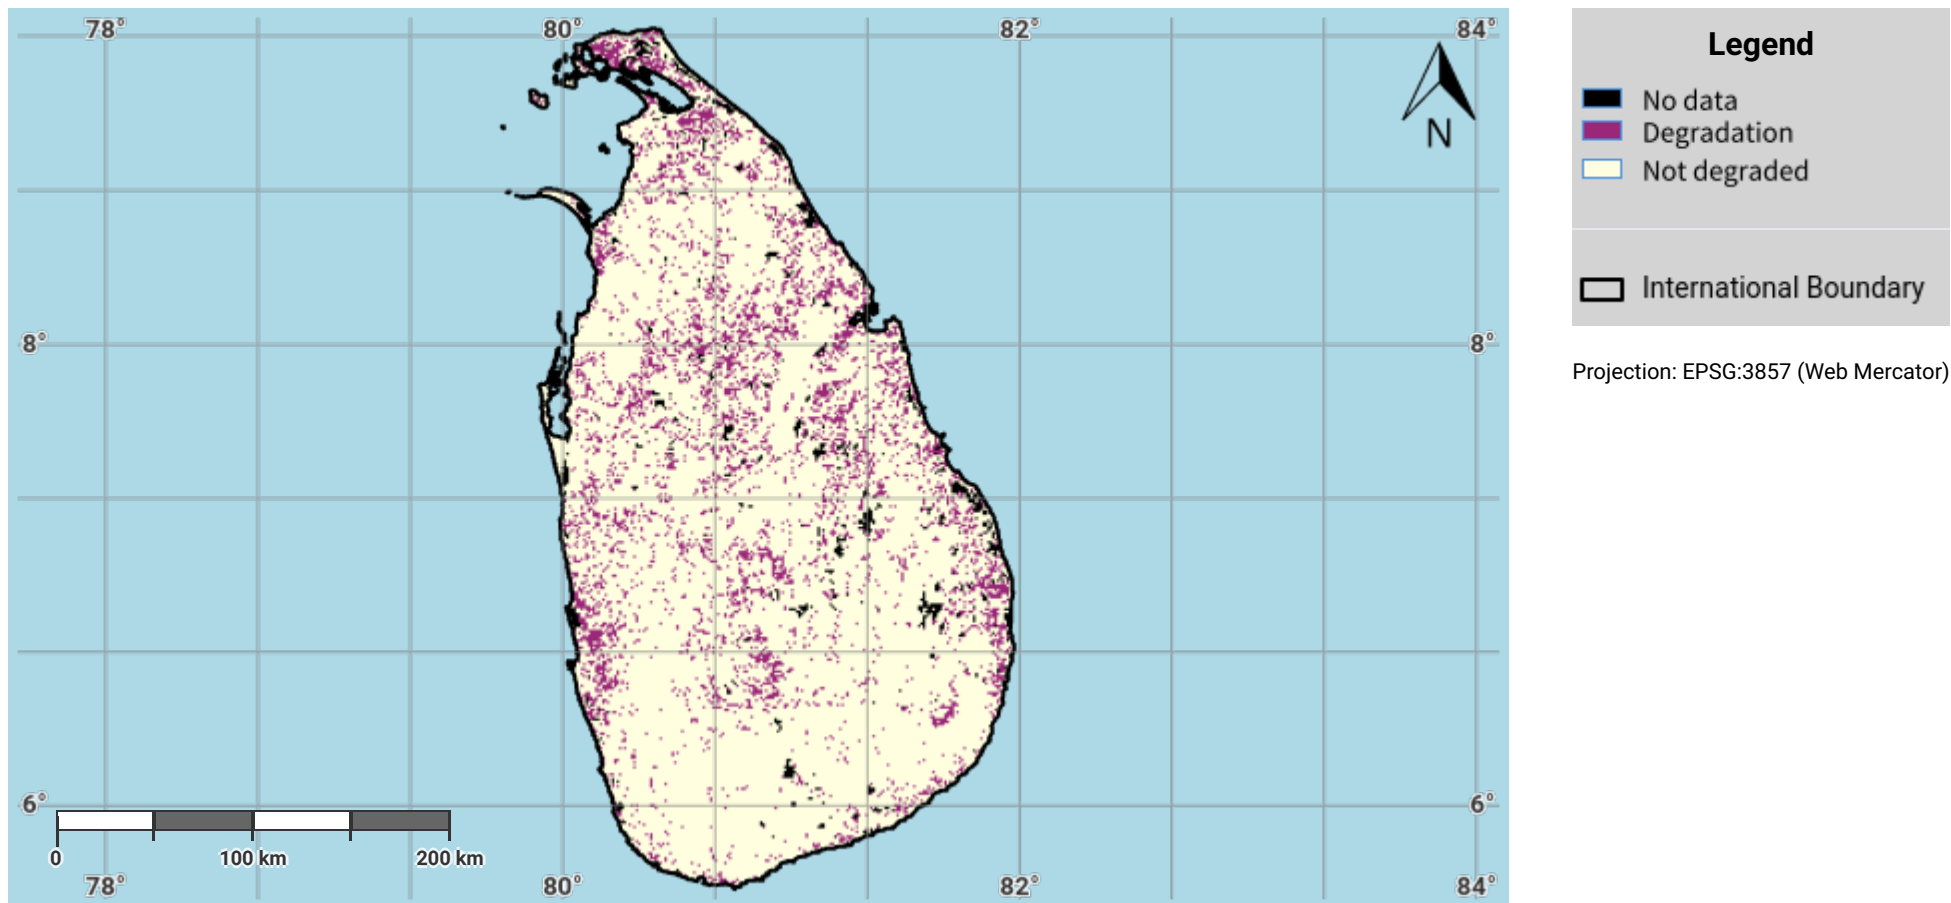 78° 80° 82° 84°
N
8° 8°
6° 6°
0 100 km 200 km
78° 80° 82° 84°
Legend
No data
Degradation
Not degraded
International Boundary
Projection: EPSG:3857 (Web Mercator)